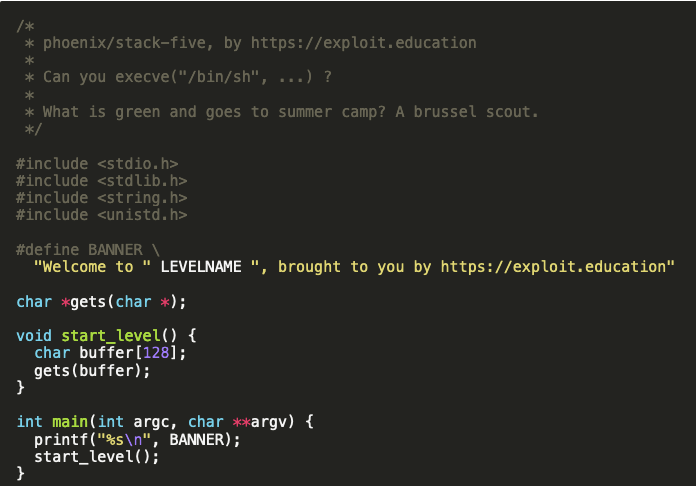 /*
 * phoenix/stack-five, by https://exploit.education
 *
 * Can you execve("/bin/sh", ...) ?
 *
 * What is green and goes to summer camp? A brussel scout.
 */

#include <stdio.h>
#include <stdlib.h>
#include <string.h>
#include <unistd.h>

#define BANNER \
  "Welcome to " LEVELNAME ", brought to you by https://exploit.education"

char *gets(char *);

void start_level() {
  char buffer[128];
  gets(buffer);
}

int main(int argc, char **argv) {
  printf("%s\n", BANNER);
  start_level();
}